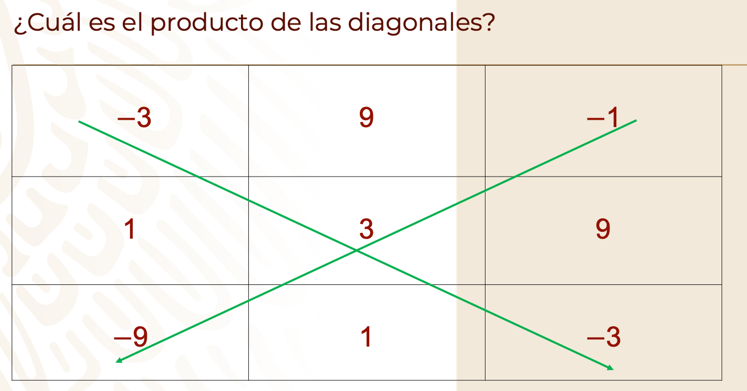 ¿Cuál es el producto de las diagonales?
−3 9 −1
1 3 9
−9 1 −3